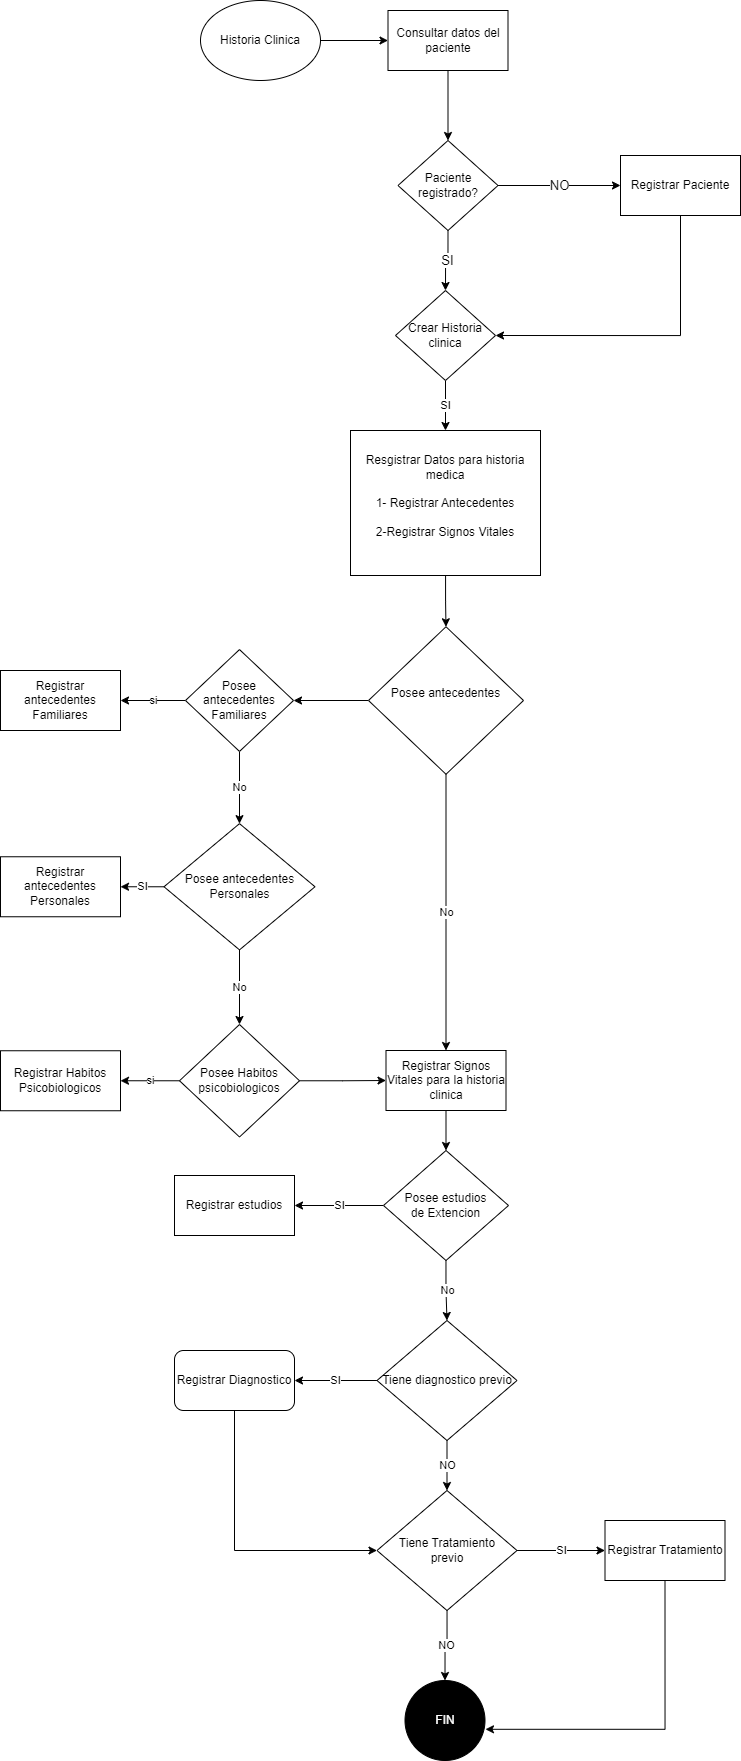 Historia Clinica
Consultar datos del
paciente
Paciente
registrado?
NO
Registrar Paciente
SI
Crear Historia
clinica
SI
Resgistrar Datos para historia
medica
1- Registrar Antecedentes
2-Registrar Signos Vitales
Posee antecedentes
Posee
antecedentes
Familiares
si
Registrar
antecedentes
Familiares
No
Posee antecedentes
Personales
SI
Registrar
antecedentes
Personales
No
No
Posee Habitos
psicobiologicos
si
Registrar Habitos
Psicobiologicos
Registrar Signos
Vitales para la historia
clinica
Posee estudios
de Extencion
SI
Registrar estudios
No
Tiene diagnostico previo
SI
Registrar Diagnostico
NO
Tiene Tratamiento
previo
SI
Registrar Tratamiento
NO
FIN